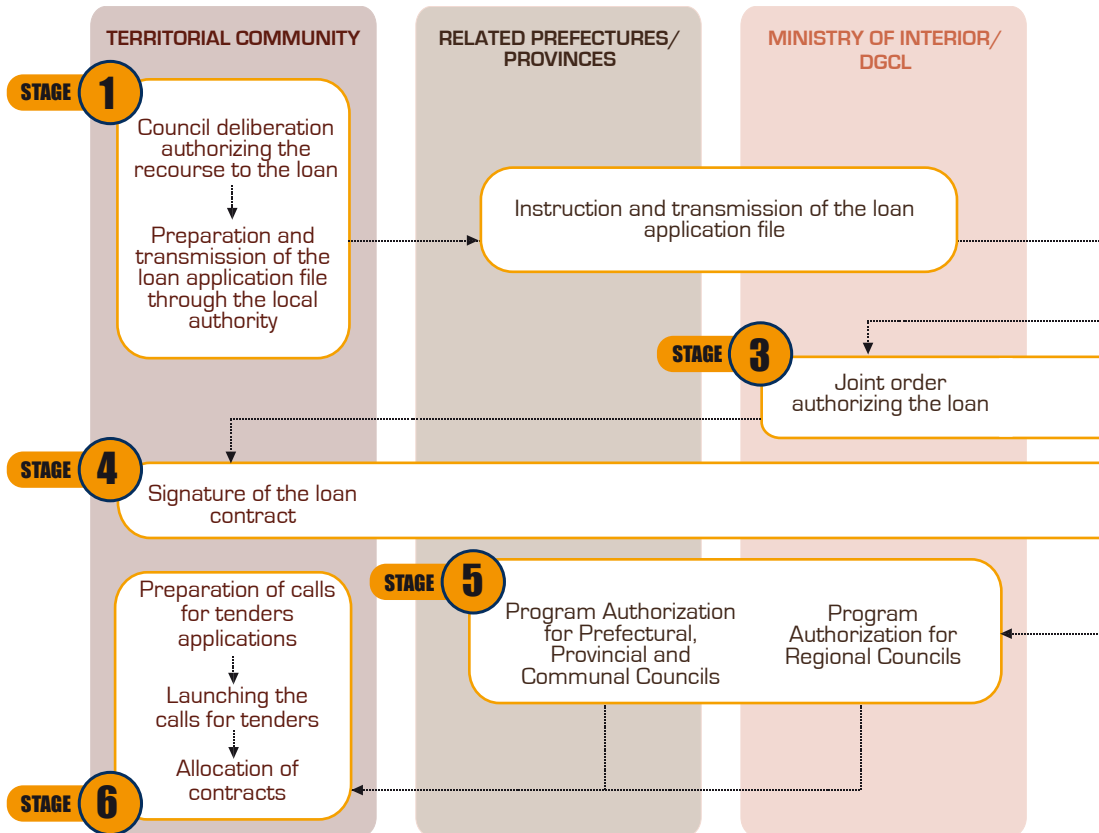 TERRITORIAL COMMUNITY
RELATED PREFECTURES/
PROVINCES
MINISTRY OF INTERIOR/
DGCL
STAGE 1
Council deliberation
authorizing the
recourse to the loan
Preparation and
transmission of the
loan application file
through the local
authority
Instruction and transmission of the loan
application file
STAGE 3
Joint order
authorizing the loan
STAGE 4
Signature of the loan
contract
STAGE 5
Program Authorization
for Prefectural,
Provincial and
Communal Councils
Program
Authorization for
Regional Councils
Preparation of calls
for tenders
applications
Launching the
calls for tenders
Allocation of
contracts
STAGE 6